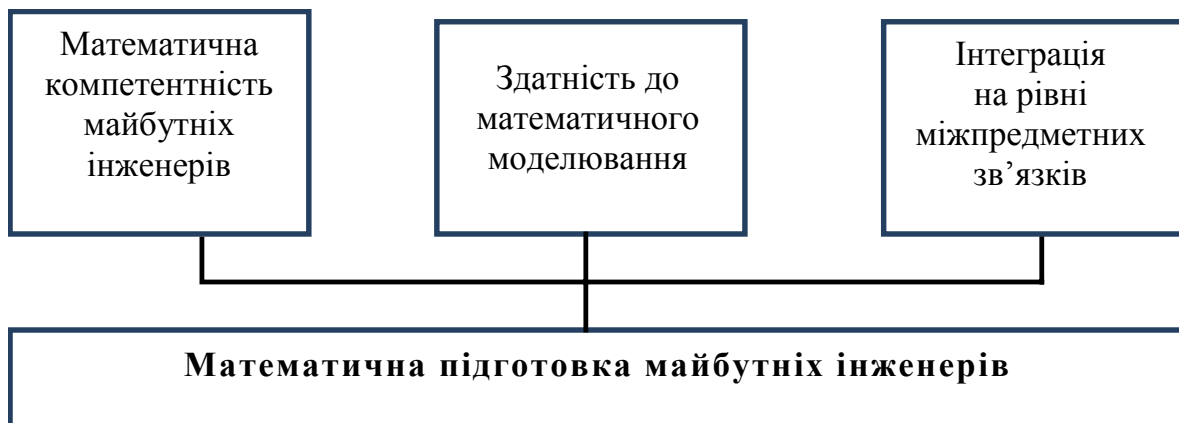 Математична
компетентність
майбутніх
інженерів
Здатність до
математичного
моделювання
Інтеграція
на рівні
міжпредметних
зв’язків
Математична підготовка майбутніх інженерів